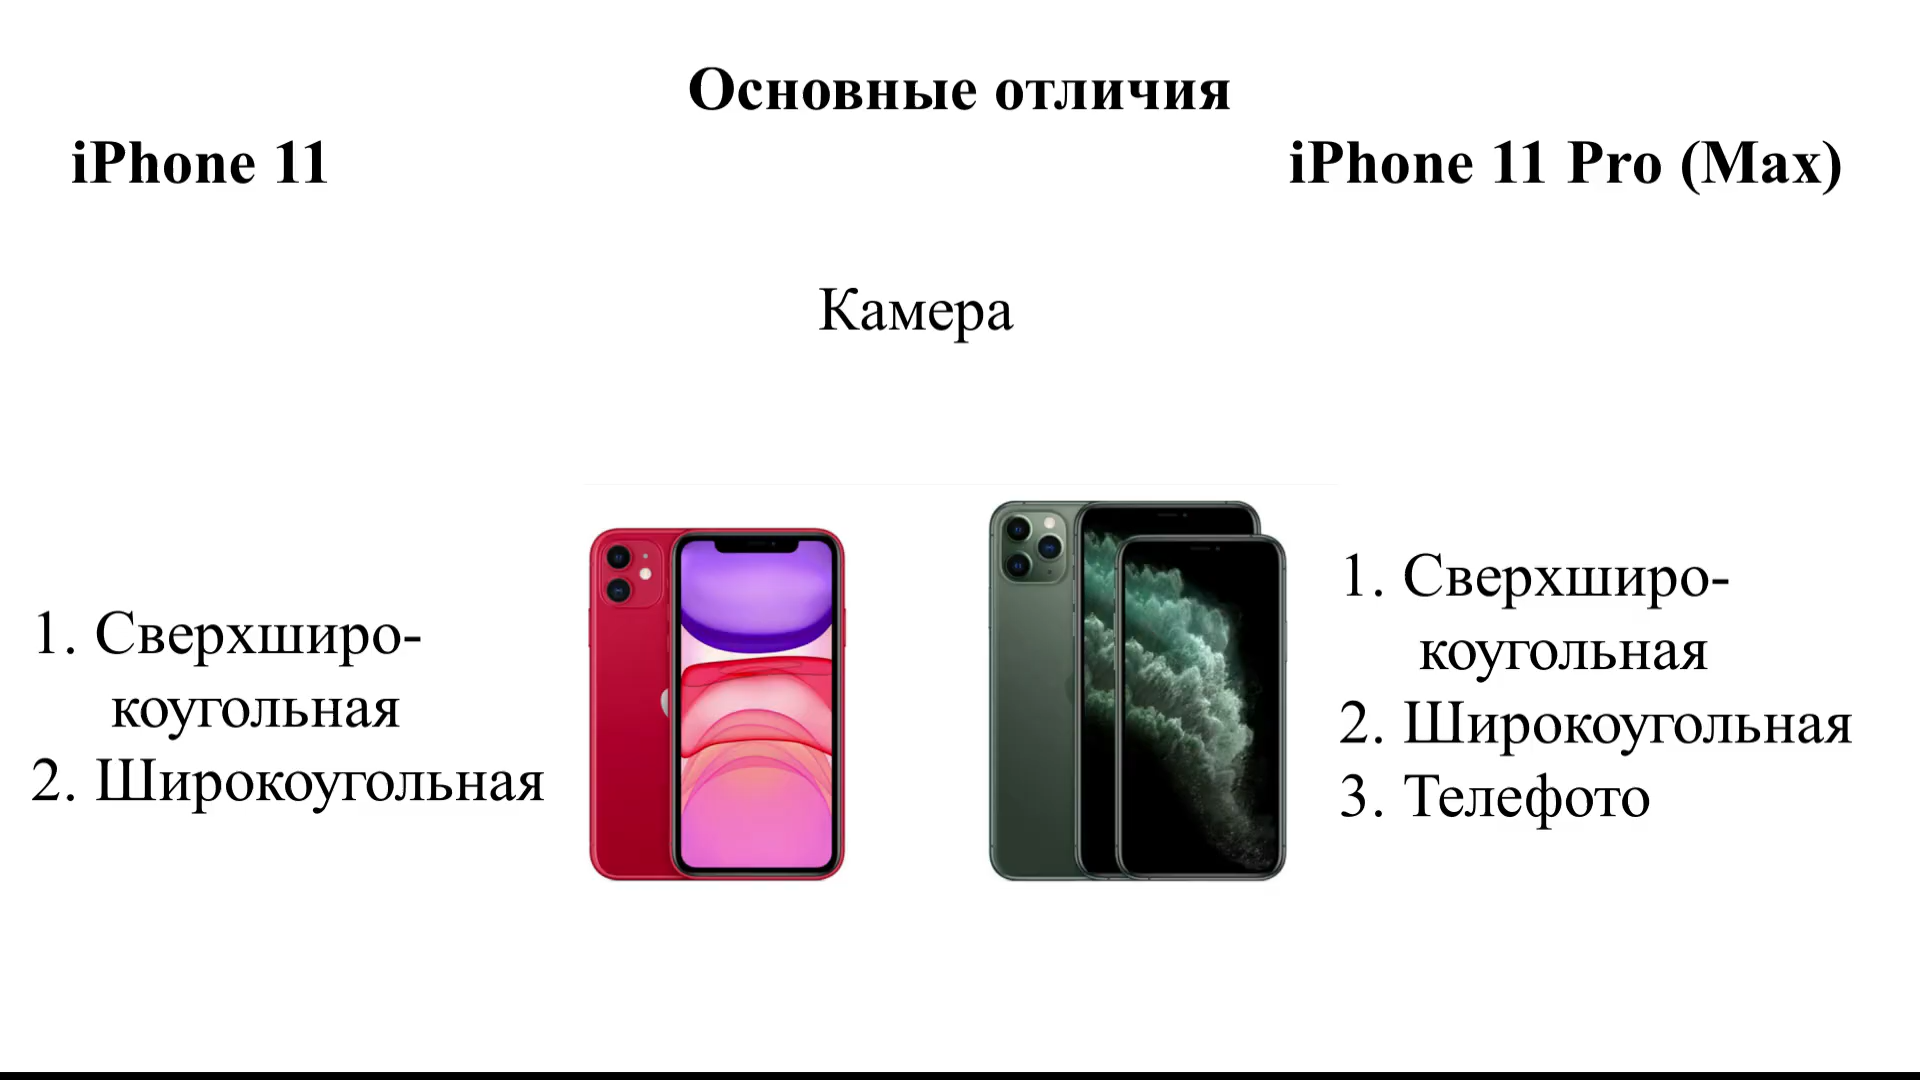 Основные отличия
iPhone 11
iPhone 11 Pro (Max)
Камера
1. Сверхширо-
коугольная
2. Широкоугольная
1. Сверхширо-
коугольная
2. Широкоугольная
3. Телефото